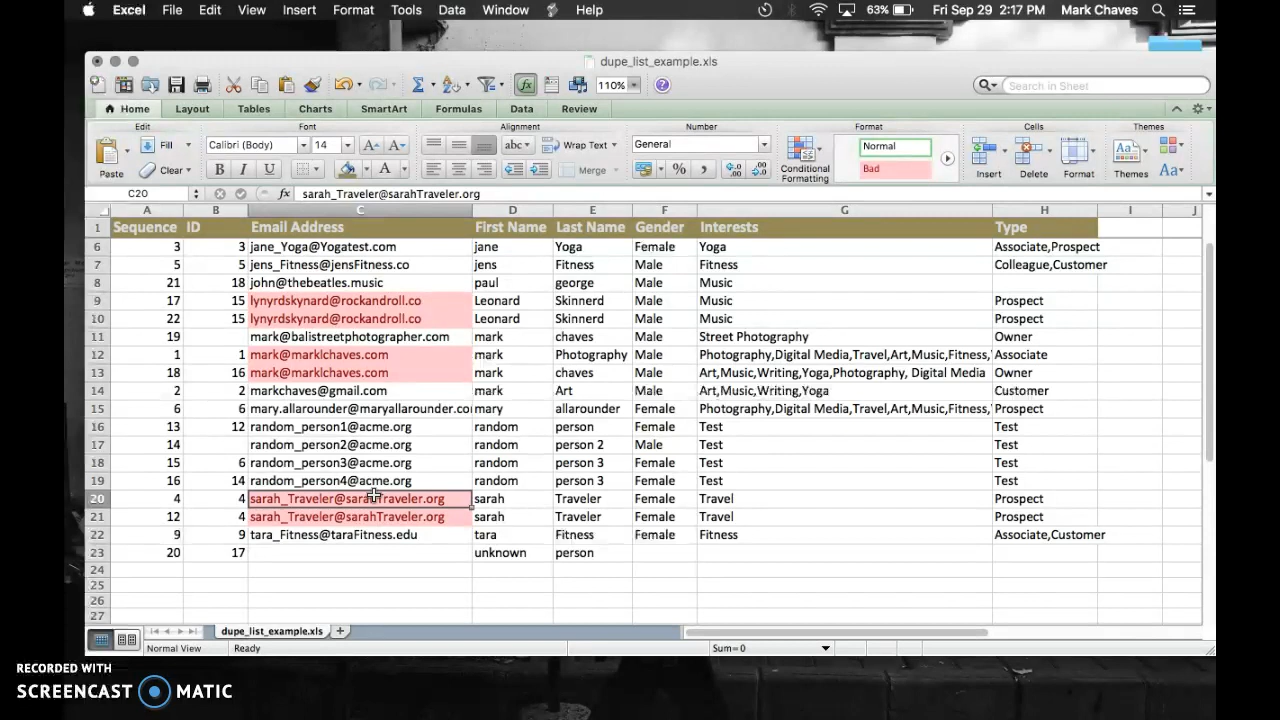 Excel File Edit View Insert Format Tools Data Window Help 63% Fri Sep 29 2:17 PM Mark Chaves
dupe_list_example.xls
110% Search in Sheet
Home Layout Tables Charts SmartArt Formulas Data Review
Edit Font Alignment Number Format Cells Themes
Fill Calibri (Body) 14 A A abc Wrap Text General Normal
Paste Clear B I U A Merge % , .0 .00 .00 .0 Conditional Formatting Bad Insert Delete Format Themes Aa
C20 fx sarah_Traveler@sarahTraveler.org
A B C D E F G H I J
1 Sequence ID Email Address First Name Last Name Gender Interests Type
6 3 3 jane_Yoga@Yogatest.com jane Yoga Female Yoga Associate,Prospect
7 5 5 jens_Fitness@jensFitness.co jens Fitness Male Fitness Colleague,Customer
8 21 18 john@thebeatles.music paul george Male Music
9 17 15 lynyrdskynard@rockandroll.co Leonard Skinnerd Male Music Prospect
10 22 15 lynyrdskynard@rockandroll.co Leonard Skinnerd Male Music Prospect
11 19 mark@balistreetphotographer.com mark chaves Male Street Photography Owner
12 1 1 mark@marklchaves.com mark Photography Male Photography,Digital Media,Travel,Art,Music,Fitness, Associate
13 18 16 mark@marklchaves.com mark chaves Male Art,Music,Writing,Yoga,Photography, Digital Media Owner
14 2 2 markchaves@gmail.com mark Art Male Art,Music,Writing,Yoga Customer
15 6 6 mary.allarounder@maryallarounder.co mary allarounder Female Photography,Digital Media,Travel,Art,Music,Fitness, Prospect
16 13 12 random_person1@acme.org random person Female Test Test
17 14 random_person2@acme.org random person 2 Male Test Test
18 15 6 random_person3@acme.org random person 3 Female Test Test
19 16 14 random_person4@acme.org random person 3 Female Test Test
20 4 4 sarah_Traveler@sarahTraveler.org sarah Traveler Female Travel Prospect
21 12 4 sarah_Traveler@sarahTraveler.org sarah Traveler Female Travel Prospect
22 9 9 tara_Fitness@taraFitness.edu tara Fitness Female Fitness Associate,Customer
23 20 17 unknown person
24
25
26
27
dupe_list_example.xls
Normal View Ready Sum=0
RECORDED WITH
SCREENCAST MATIC